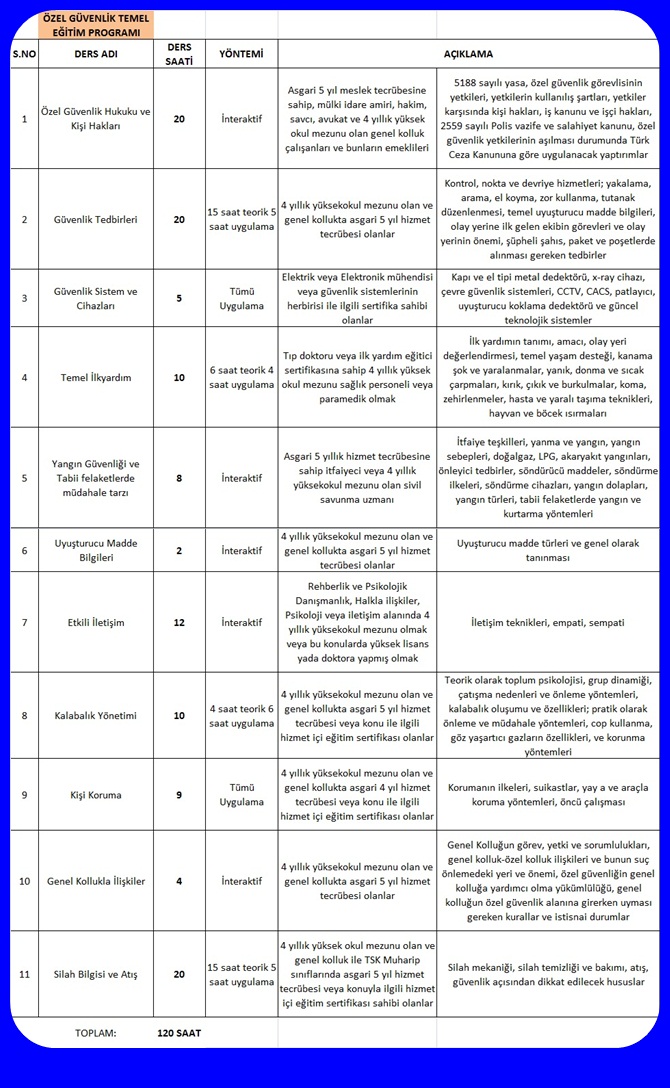 ÖZEL GÜVENLİK TEMEL
EĞİTİM PROGRAMI
S.NO
DERS ADI
DERS
SAATİ
YÖNTEMİ
AÇIKLAMA
1
Özel Güvenlik Hukuku ve
Kişi Hakları
20
İnteraktif
Asgari 5 yıl meslek tecrübesine
sahip, mülki idare amiri, hakim,
savcı, avukat ve 4 yıllık yüksek
okul mezunu olan genel kolluk
çalışanları ve bunların emeklileri
5188 sayılı yasa, özel güvenlik görevlisinin
yetkileri, yetkilerin kullanılış şartları, yetkiler
karşısında kişi hakları, iş kanunu ve işçi hakları,
2559 sayılı Polis vazife ve salahiyet kanunu, özel
güvenlik yetkilerinin aşılması durumunda Türk
Ceza Kanununa göre uygulanacak yaptırımlar
2
Güvenlik Tedbirleri
20
15 saat teorik 5
saat uygulama
4 yıllık yüksekokul mezunu olan ve
genel kollukta asgari 5 yıl hizmet
tecrübesi olanlar
Kontrol, nokta ve devriye hizmetleri; yakalama,
arama, el koyma, zor kullanma, tutanak
düzenlenmesi, temel uyuşturucu madde bilgileri,
olay yerine ilk gelen ekibin görevleri ve olay
yerinin önemi, şüpheli şahıs, paket ve poşetlerde
alınması gereken tedbirler
3
Güvenlik Sistem ve
Cihazları
5
Tümü
Uygulama
Elektrik veya Elektronik mühendisi
veya güvenlik sistemlerinin
herbirisi ile ilgili sertifika sahibi
olanlar
Kapı ve el tipi metal dedektörü, x-ray cihazı,
çevre güvenlik sistemleri, CCTV, CACS, patlayıcı,
uyuşturucu koklama dedektörü ve güncel
teknolojik sistemler
4
Temel İlkyardım
10
6 saat teorik 4
saat uygulama
Tıp doktoru veya ilk yardım eğitici
sertifikasına sahip 4 yıllık yüksek
okul mezunu sağlık personeli veya
paramedik olmak
İlk yardımın tanımı, amacı, olay yeri
değerlendirmesi, temel yaşam desteği, kanama
şok ve yaralanmalar, yanık, donma ve sıcak
çarpmaları, kırık, çıkık ve burkulmalar, koma,
zehirlenmeler, hasta ve yaralı taşıma teknikleri,
hayvan ve böcek ısırmaları
5
Yangın Güvenliği ve
Tabii felaketlerde
müdahale tarzı
8
İnteraktif
Asgari 5 yıllık hizmet tecrübesine
sahip itfaiyeci veya 4 yıllık
yüksekokul mezunu olan sivil
savunma uzmanı
İtfaiye teşkilleri, yanma ve yangın, yangın
sebepleri, doğalgaz, LPG, akaryakıt yangınları,
önleyici tedbirler, söndürücü maddeler, söndürme
ilkeleri, söndürme cihazları, yangın dolapları,
yangın türleri, tabii felaketlerde yangın ve
kurtarma yöntemleri
6
Uyuşturucu Madde
Bilgileri
2
İnteraktif
4 yıllık yüksekokul mezunu olan ve
genel kollukta asgari 5 yıl hizmet
tecrübesi olanlar
Uyuşturucu madde türleri ve genel olarak
tanınması
7
Etkili İletişim
12
İnteraktif
Rehberlik ve Psikolojik
Danışmanlık, Halkla ilişkiler,
Psikoloji veya iletişim alanında 4
yıllık yüksekokul mezunu olmak
veya bu konularda yüksek lisans
yada doktora yapmış olmak
İletişim teknikleri, empati, sempati
8
Kalabalık Yönetimi
10
4 saat teorik 6
saat uygulama
4 yıllık yüksekokul mezunu olan ve
genel kollukta asgari 5 yıl hizmet
tecrübesi veya konu ile ilgili
hizmet içi eğitim sertifikası olanlar
Teorik olarak toplum psikolojisi, grup dinamiği,
çatışma nedenleri ve önleme yöntemleri,
kalabalık oluşumu ve özellikleri; pratik olarak
önleme ve müdahale yöntemleri, cop kullanma,
göz yaşartıcı gazların özellikleri, ve korunma
yöntemleri
9
Kişi Koruma
9
Tümü
Uygulama
4 yıllık yüksekokul mezunu olan ve
genel kollukta asgari 4 yıl hizmet
tecrübesi veya konu ile ilgili
hizmet içi eğitim sertifikası olanlar
Korumanın ilkeleri, suikastlar, yay a ve araçla
koruma yöntemleri, öncü çalışması
10
Genel Kollukla İlişkiler
4
İnteraktif
4 yıllık yüksekokul mezunu olan ve
genel kollukta asgari 5 yıl hizmet
tecrübesi olanlar
Genel Kolluğun görev, yetki ve sorumlulukları,
genel kolluk-özel kolluk ilişkileri ve bunun suç
önlemedeki yeri ve önemi, özel güvenliğin genel
kolluğa yardımcı olma yükümlülüğü, genel
kolluğun özel güvenlik alanına girerken uyması
gereken kurallar ve istisnai durumlar
11
Silah Bilgisi ve Atış
20
15 saat teorik 5
saat uygulama
4 yıllık yüksek okul mezunu olan ve
genel kolluk ile TSK Muharip
sınıflarında asgari 5 yıl hizmet
tecrübesi veya konuyla ilgili hizmet
içi eğitim sertifikası sahibi olanlar
Silah mekaniği, silah temizliği ve bakımı, atış,
güvenlik açısından dikkat edilecek hususlar
TOPLAM:
120 SAAT